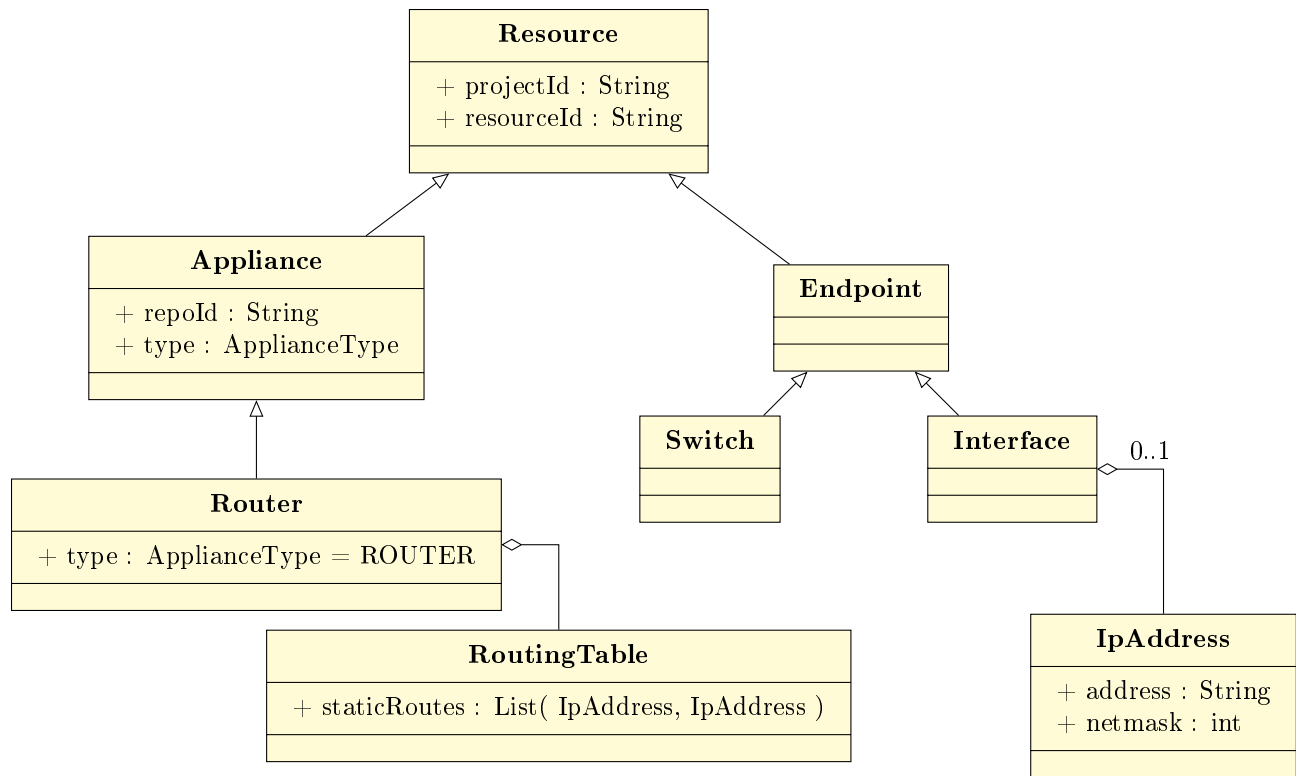 Resource
+ projectId : String
+ resourceId : String
Appliance
+ repoId : String
+ type : ApplianceType
Endpoint
Switch
Interface
0..1
Router
+ type : ApplianceType = ROUTER
RoutingTable
+ staticRoutes : List( IpAddress, IpAddress )
IpAddress
+ address : String
+ netmask : int